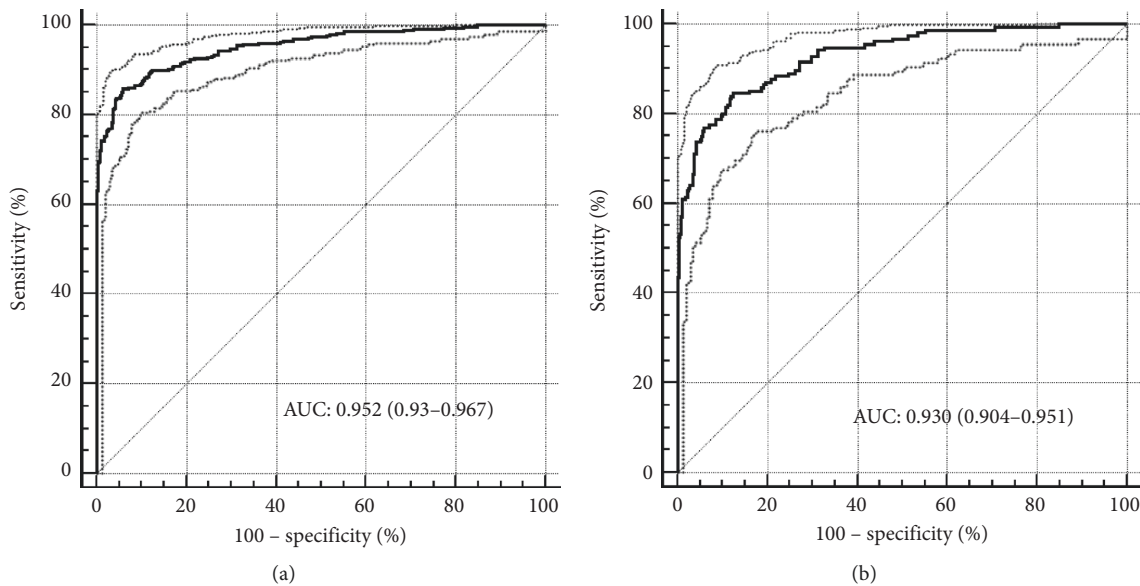 100
80
60
40
20
0
Sensitivity (%)
AUC: 0.952 (0.93–0.967)
0 20 40 60 80 100
100 – specificity (%)
(a)
100
80
60
40
20
0
Sensitivity (%)
AUC: 0.930 (0.904–0.951)
0 20 40 60 80 100
100 – specificity (%)
(b)